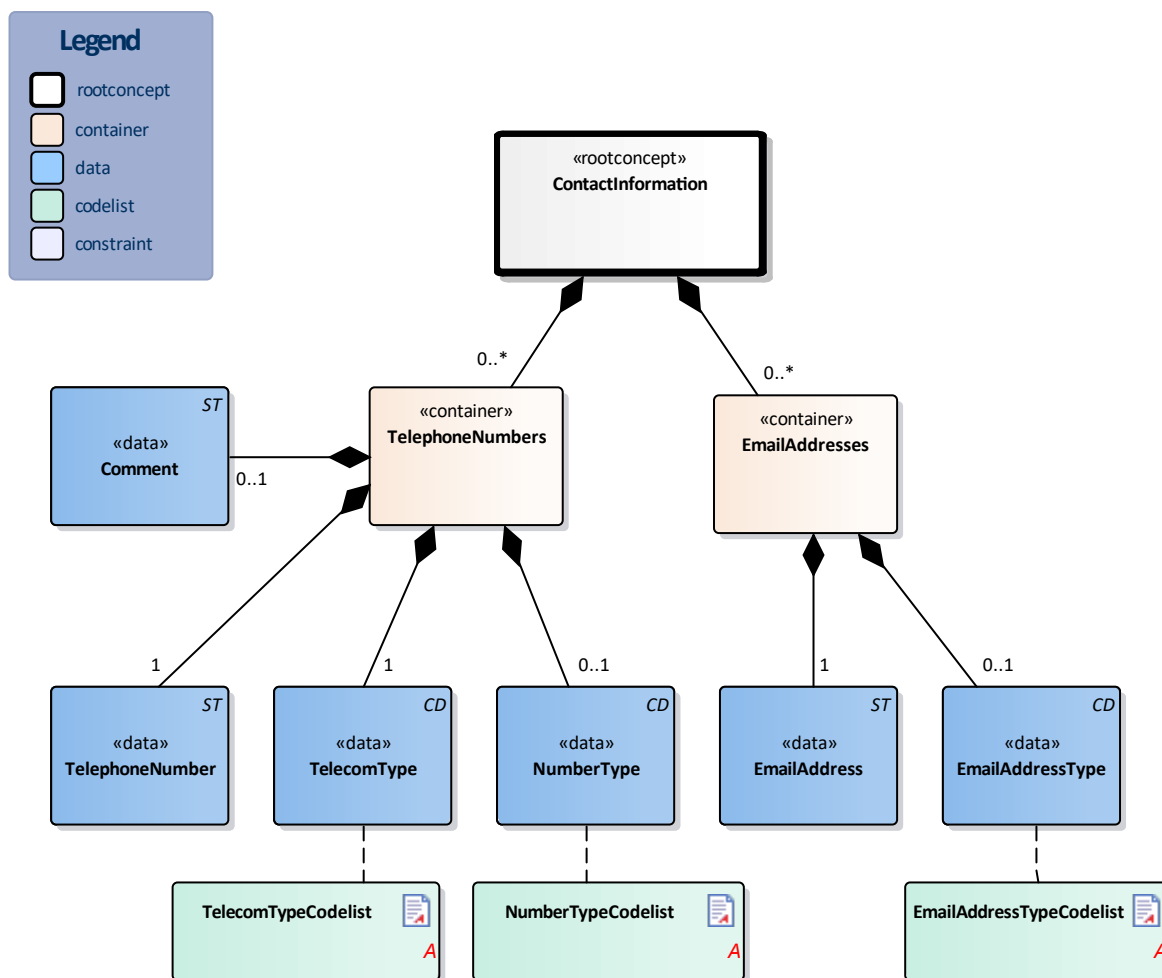 Legend
rootconcept
container
data
codelist
constraint
«rootconcept»
ContactInformation
0..*
0..*
ST
«data»
Comment
0..1
«container»
TelephoneNumbers
«container»
EmailAddresses
1
1
0..1
1
0..1
ST
«data»
TelephoneNumber
CD
«data»
TelecomType
CD
«data»
NumberType
ST
«data»
EmailAddress
CD
«data»
EmailAddressType
TelecomTypeCodelist
A
NumberTypeCodelist
A
EmailAddressTypeCodelist
A